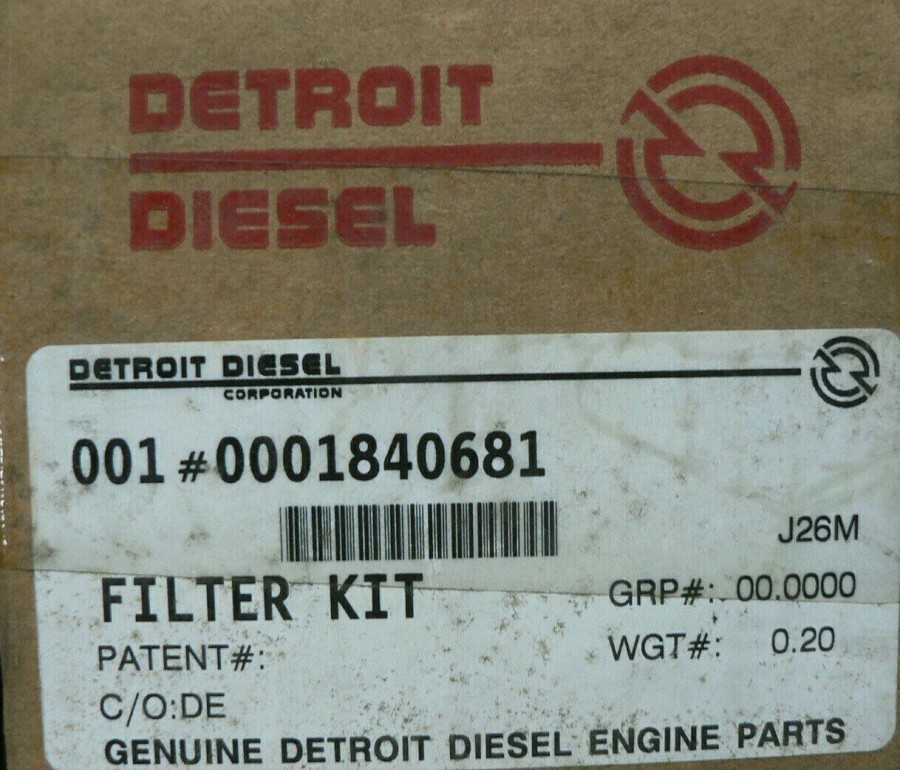 DETROIT
DIESEL
DETROIT DIESEL
CORPORATION
001 #0001840681
J26M
FILTER KIT
GRP#: 00.0000
PATENT#:
WGT#: 0.20
C/O:DE
GENUINE DETROIT DIESEL ENGINE PARTS